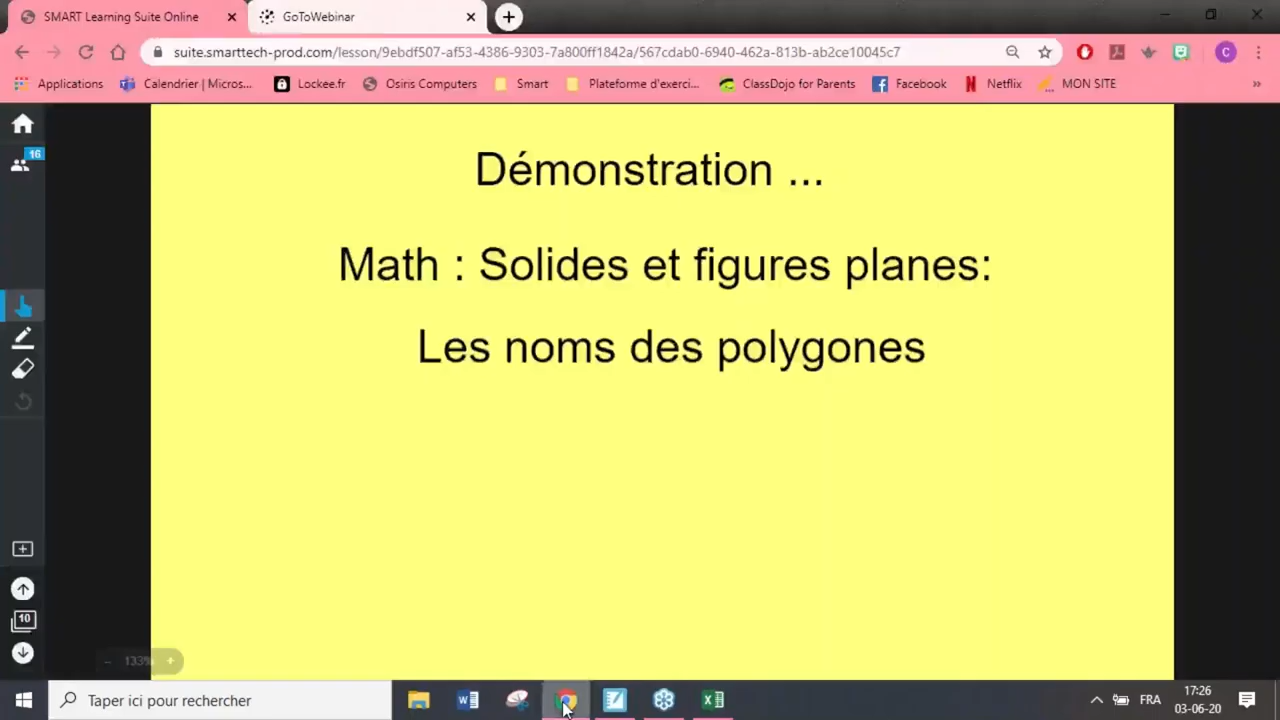 SMART Learning Suite Online
GoToWebinar
suite.smarttech-prod.com/lesson/9ebdf507-af53-4386-9303-7a800ff1842a/567cdab0-6940-462a-813b-ab2ce10045c7
C
Applications
Calendrier | Micros...
Lockee.fr
Osiris Computers
Smart
Plateforme d'exerci...
ClassDojo for Parents
Facebook
Netflix
MON SITE
16
Démonstration ...
Math : Solides et figures planes:
Les noms des polygones
10
133%
Taper ici pour rechercher
FRA
17:26
03-06-20